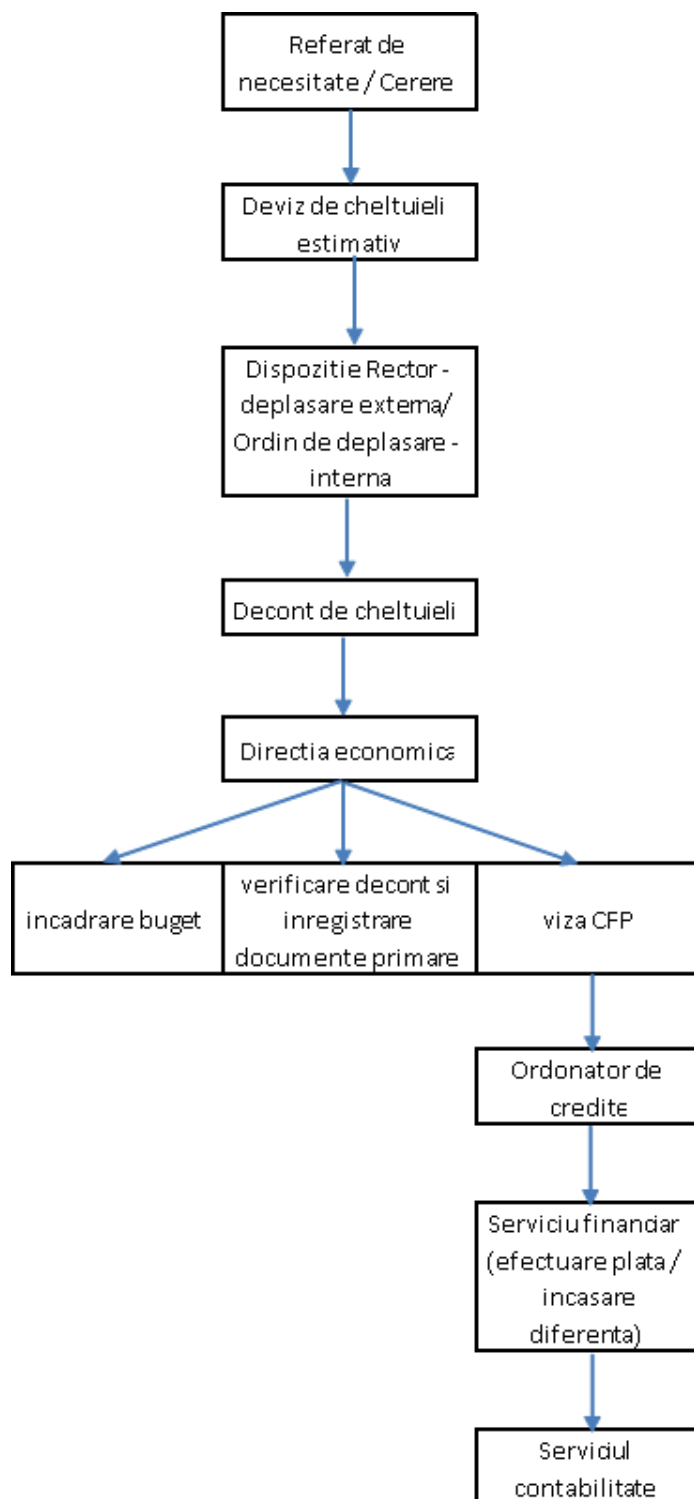 Referat de
necesitate / Cerere
Deviz de cheltuieli
estimativ
Dispozitie Rector -
deplasare externa/
Ordin de deplasare -
interna
Decont de cheltuieli
Directia economica
incadrare buget
verificare decont si
inregistrare
documente primare
viza CFP
Ordonator de
credite
Serviciu financiar
(efectuare plata /
incasare
diferenta)
Serviciul
contabilitate